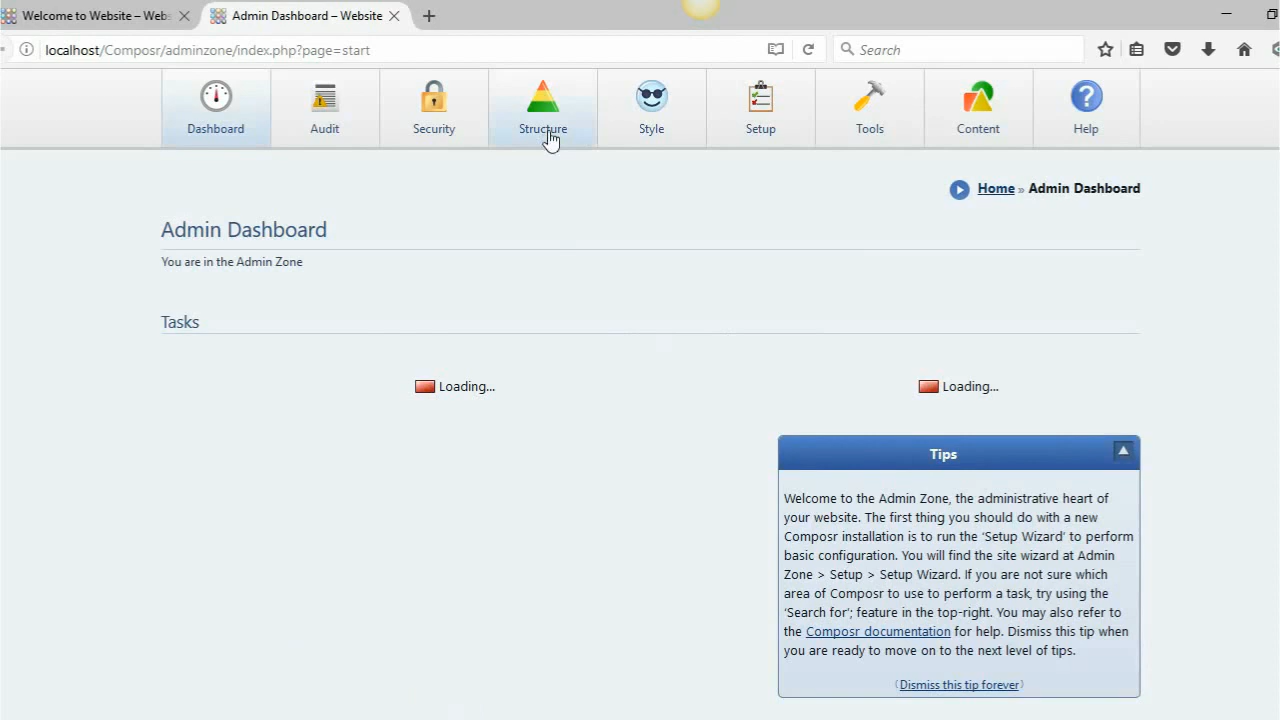 Welcome to Website – Webs
Admin Dashboard – Website
localhost/Composr/adminzone/index.php?page=start
Search
Dashboard
Audit
Security
Structure
Style
Setup
Tools
Content
Help
Home » Admin Dashboard
Admin Dashboard
You are in the Admin Zone
Tasks
Loading...
Loading...
Tips
Welcome to the Admin Zone, the administrative heart of
your website. The first thing you should do with a new
Composr installation is to run the ‘Setup Wizard’ to perform
basic configuration. You will find the site wizard at Admin
Zone > Setup > Setup Wizard. If you are not sure which
area of Composr to use to perform a task, try using the
‘Search for’; feature in the top-right. You may also refer to
the Composr documentation for help. Dismiss this tip when
you are ready to move on to the next level of tips.
(Dismiss this tip forever)